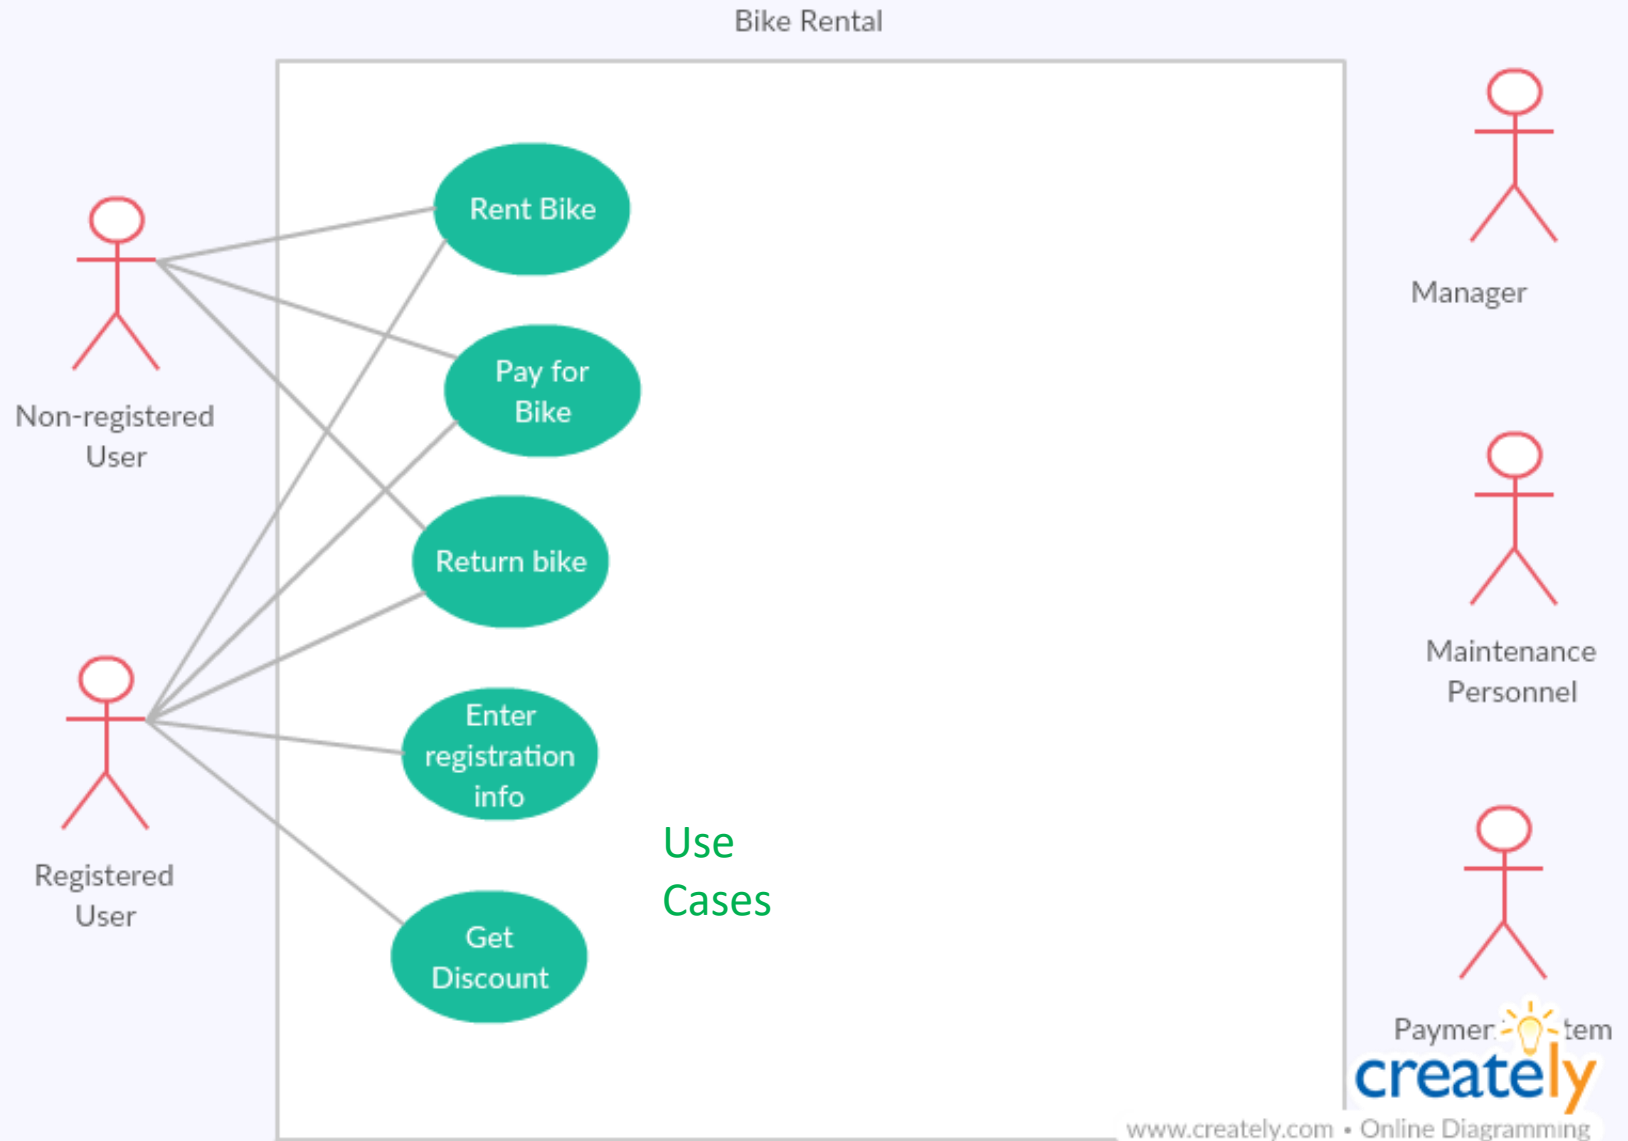 Bike Rental
Rent Bike
Manager
Pay for
Bike
Non-registered
User
Return bike
Maintenance
Personnel
Enter
registration
info
Use
Cases
Registered
User
Get
Discount
creately
www.creately.com • Online Diagramming